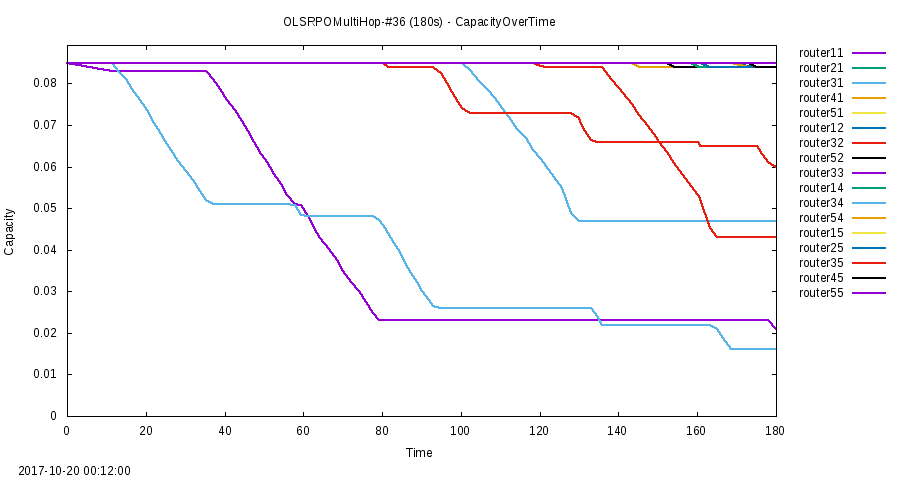 OLSRPOMultiHop-#36 (180s) - CapacityOverTime
Capacity
0.08
0.07
0.06
0.05
0.04
0.03
0.02
0.01
0
0 20 40 60 80 100 120 140 160 180
Time
router11
router21
router31
router41
router51
router12
router32
router52
router33
router14
router34
router54
router15
router25
router35
router45
router55
2017-10-20 00:12:00